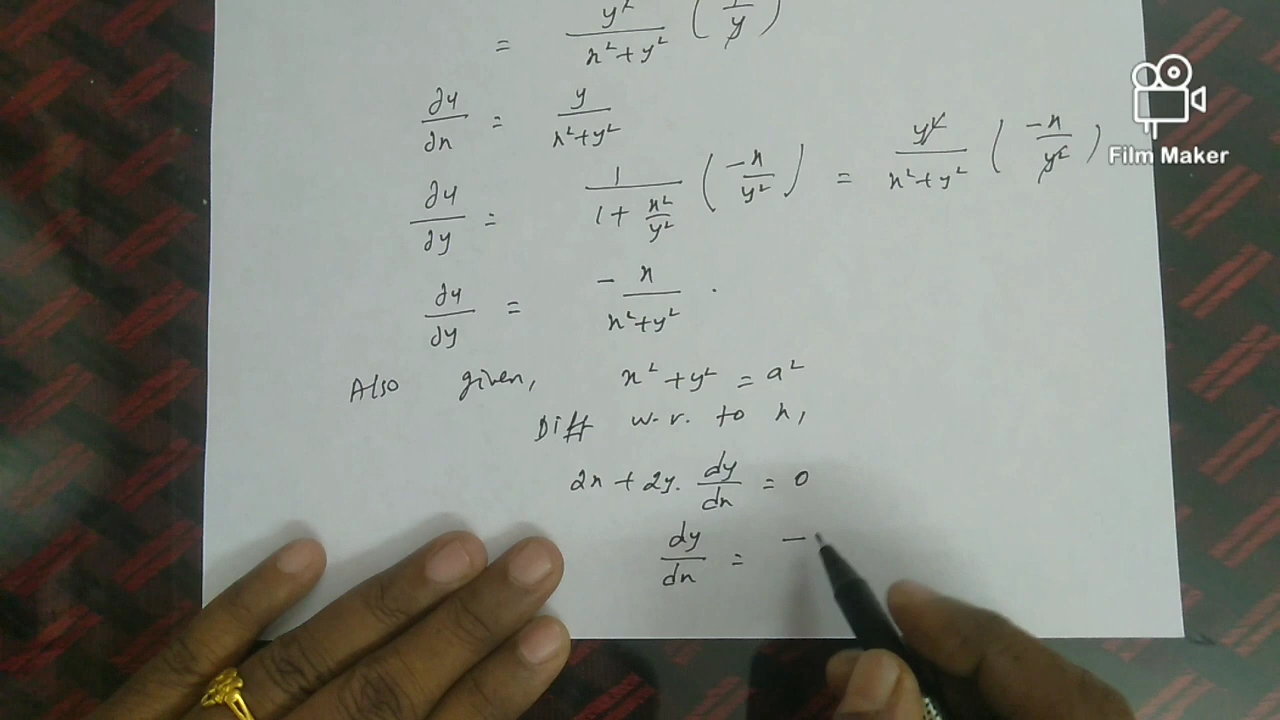 = y²/(x²+y²) (1/y)
∂u/∂x = y/(x²+y²)
∂u/∂y = 1/(1 + x²/y²) (-x/y²) = y²/(x²+y²) (-x/y²)
∂u/∂y = - x/(x²+y²) .
Also given, x² + y² = a²
Diff w.r. to x,
2x + 2y. dy/dx = 0
dy/dx = -
Film Maker